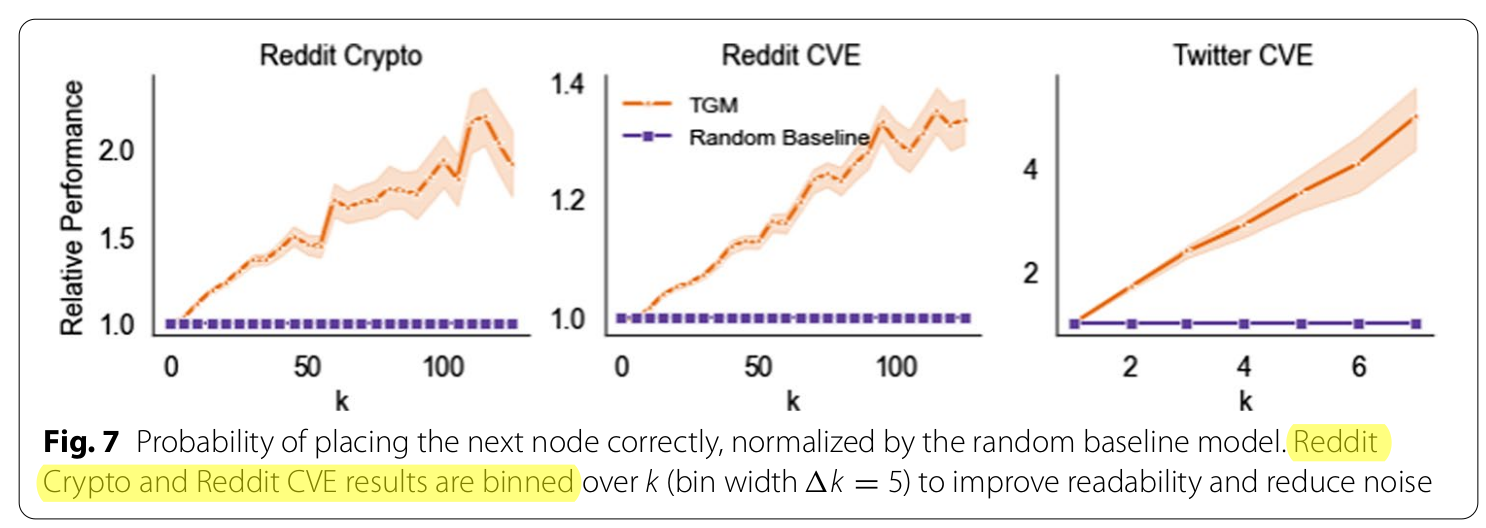 Reddit Crypto
Reddit CVE
Twitter CVE
Relative Performance
2.0
1.5
1.0
0 50 100
k
1.4
1.2
1.0
TGM
Random Baseline
0 50 100
k
4
2
2 4 6
k
Fig. 7 Probability of placing the next node correctly, normalized by the random baseline model. Reddit
Crypto and Reddit CVE results are binned over k (bin width Δk = 5) to improve readability and reduce noise